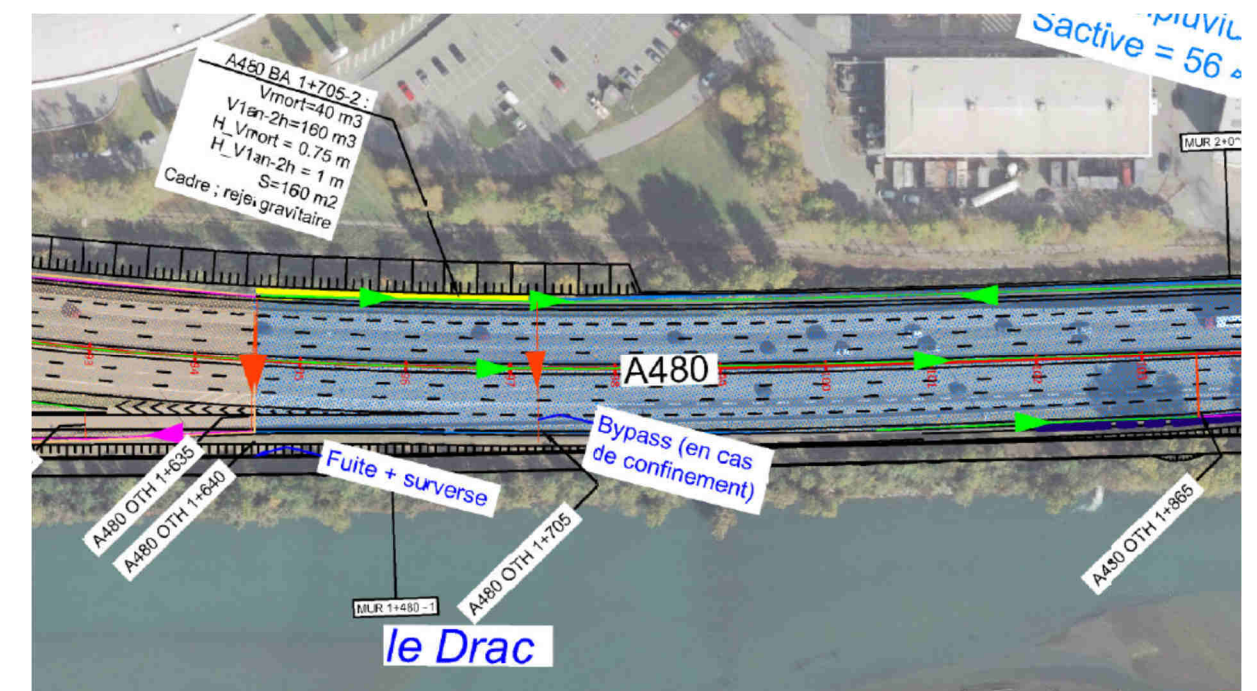 Sactive = 56
A480 BA 1+705-2 :
Vmort=40 m3
V1an-2h=160 m3
H_Vmort = 0.75 m
H_V1an-2h = 1 m
S=160 m2
Cadre ; rejet gravitaire
MUR 2+0
A480
Bypass (en cas
de confinement)
Fuite + surverse
A480 OTH 1+635
A480 OTH 1+640
A480 OTH 1+705
A480 OTH 1+865
MUR 1+480 - 1
le Drac